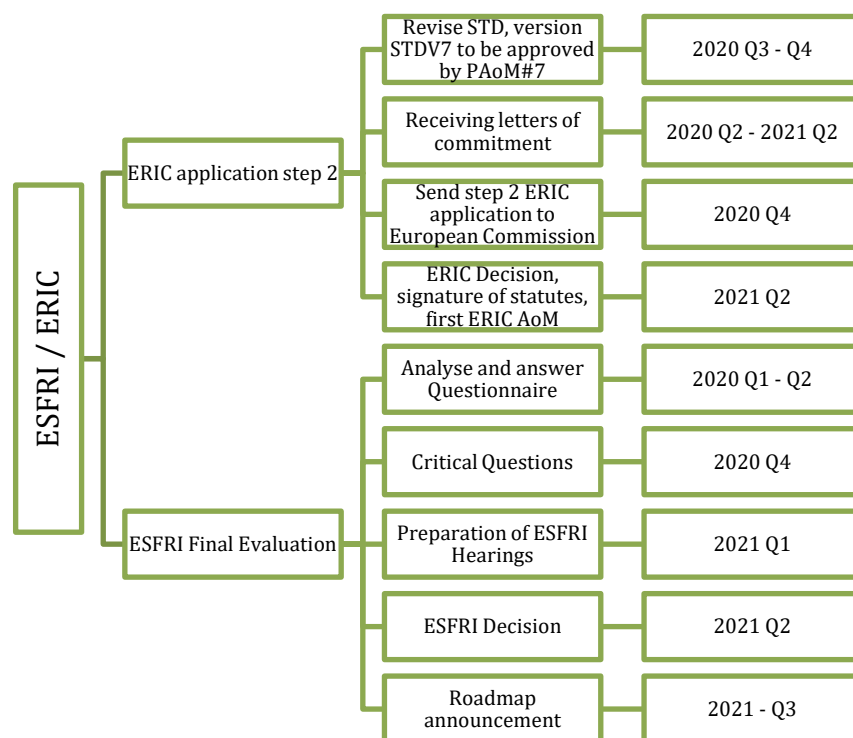 ESFRI / ERIC
ERIC application step 2
Revise STD, version
STDV7 to be approved
by PAoM#7
2020 Q3 - Q4
Receiving letters of
commitment
2020 Q2 - 2021 Q2
Send step 2 ERIC
application to
European Commission
2020 Q4
ERIC Decision,
signature of statutes,
first ERIC AoM
2021 Q2
ESFRI Final Evaluation
Analyse and answer
Questionnaire
2020 Q1 - Q2
Critical Questions
2020 Q4
Preparation of ESFRI
Hearings
2021 Q1
ESFRI Decision
2021 Q2
Roadmap
announcement
2021 - Q3